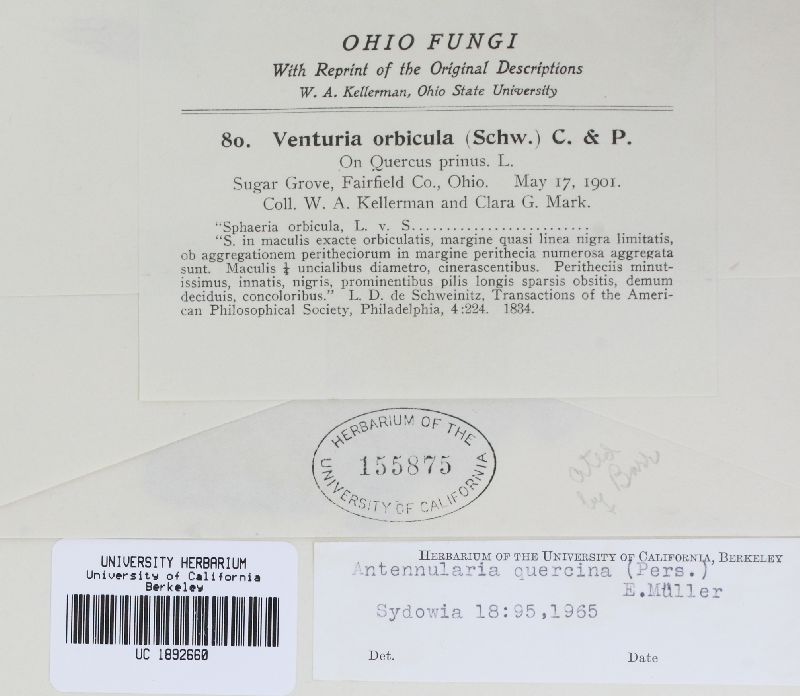 OHIO FUNGI
With Reprint of the Original Descriptions
W. A. Kellerman, Ohio State University
80. Venturia orbicula (Schw.) C. & P.
On Quercus prinus. L.
Sugar Grove, Fairfield Co., Ohio. May 17, 1901.
Coll. W. A. Kellerman and Clara G. Mark.
"Sphaeria orbicula, L. v. S.........................
"S. in maculis exacte orbiculatis, margine quasi linea nigra limitatis,
ob aggregationem peritheciorum in margine perithecia numerosa aggregata
sunt. Maculis ¼ uncialibus diametro, cinerascentibus. Peritheciis minut-
issimus, innatis, nigris, prominentibus pilis longis sparsis obsitis, demum
deciduis, concoloribus." L. D. de Schweinitz, Transactions of the Ameri-
can Philosophical Society, Philadelphia, 4:224. 1834.
HERBARIUM OF THE
155875
UNIVERSITY OF CALIFORNIA
cited
by Barr
UNIVERSITY HERBARIUM
University of California
Berkeley
UC 1892660
HERBARIUM OF THE UNIVERSITY OF CALIFORNIA, BERKELEY
Antennularia quercina (Pers.)
E.Müller
Sydowia 18:95,1965
Det. Date